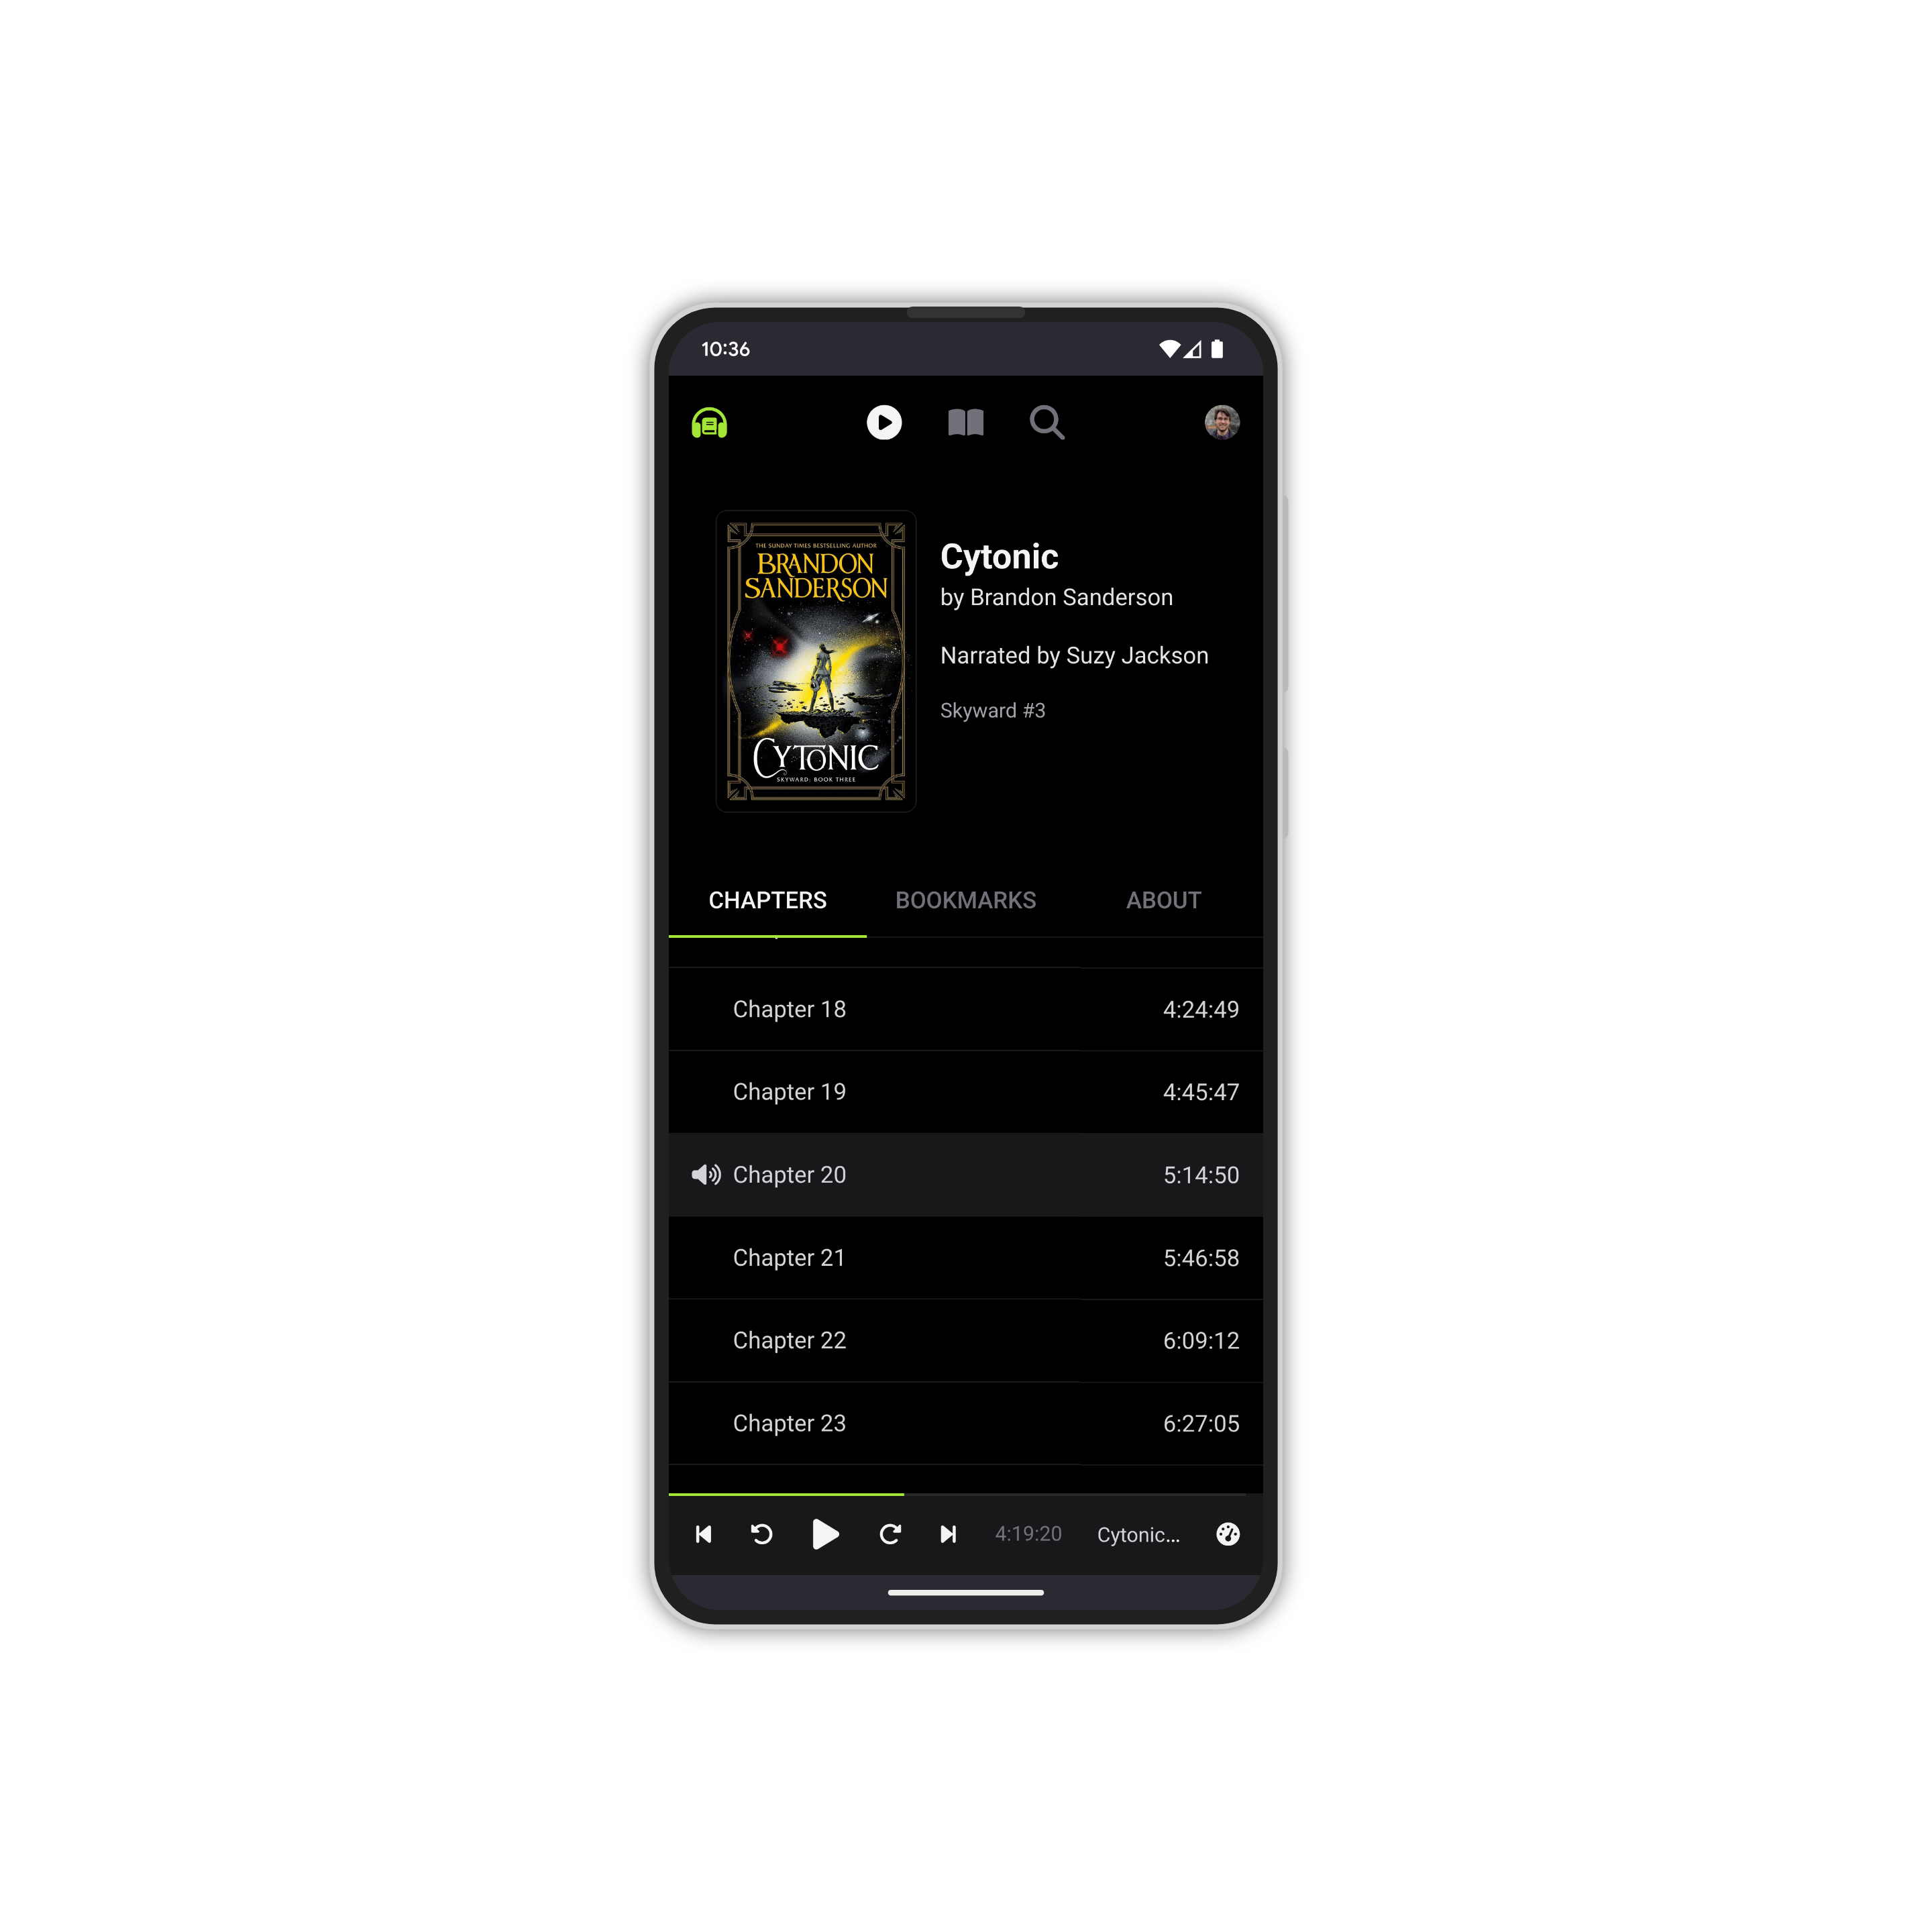 10:36
THE SUNDAY TIMES BESTSELLING AUTHOR
BRANDON
SANDERSON
CYTONIC
SKYWARD: BOOK THREE
Cytonic
by Brandon Sanderson
Narrated by Suzy Jackson
Skyward #3
CHAPTERS BOOKMARKS ABOUT
Chapter 18 4:24:49
Chapter 19 4:45:47
Chapter 20 5:14:50
Chapter 21 5:46:58
Chapter 22 6:09:12
Chapter 23 6:27:05
4:19:20 Cytonic...